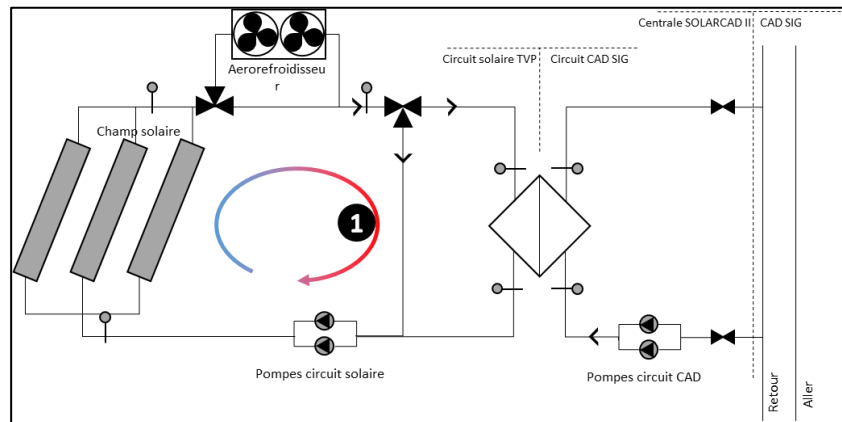 Centrale SOLARCAD II
CAD SIG
Circuit solaire TVP
Circuit CAD SIG
Aerorefroidisseu
r
Champ solaire
1
Pompes circuit solaire
Pompes circuit CAD
Retour
Aller